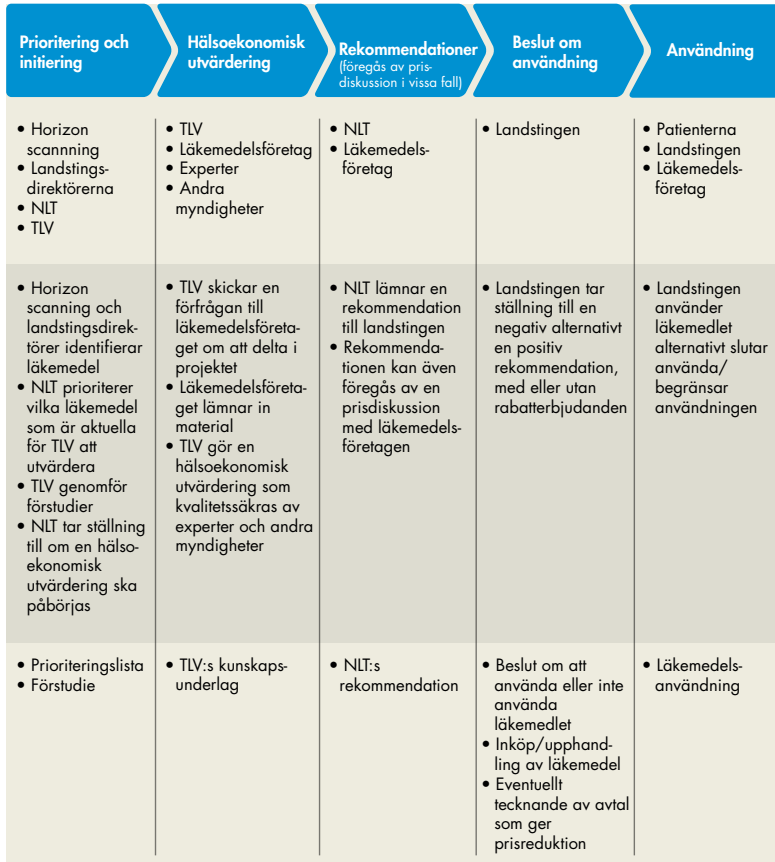 Prioritering och
initiering
Hälsoekonomisk
utvärdering
Rekommendationer
(föregås av pris-
diskussion i vissa fall)
Beslut om
användning
Användning
• Horizon
scannning
• Landstings-
direktörerna
• NLT
• TLV
• TLV
• Läkemedelsföretag
• Experter
• Andra
myndigheter
• NLT
• Läkemedels-
företag
• Landstingen
• Patienterna
• Landstingen
• Läkemedels-
företag
• Horizon
scanning och
landstingsdirek-
törer identifierar
läkemedel
• NLT prioriterer
vilka läkemedel
som är aktuella
för TLV att
utvärdera
• TLV genomför
förstudier
• NLT tar ställning
till om en hälso-
ekonomisk
utvärdering ska
påbörjas
• TLV skickar en
förfrågan till
läkemedelsföreta-
get om att delta i
projektet
• Läkemedelsföreta-
get lämnar in
material
• TLV gör en
hälsoekonomisk
utvärdering som
kvalitetssäkras av
experter och andra
myndigheter
• NLT lämnar en
rekommendation
till landstingen
• Rekommenda-
tionen kan även
föregås av en
prisdiskussion
med läkemedels-
företagen
• Landstingen tar
ställning till en
negativ alternativt
en positiv
rekommendation,
med eller utan
rabatterbjudanden
• Landstingen
använder
läkemedlet
alternativt slutar
använda/
begränsar
användningen
• Prioriteringslista
• Förstudie
• TLV:s kunskaps-
underlag
• NLT:s
rekommendation
• Beslut om att
använda eller inte
använda
läkemedlet
• Inköp/upphand-
ling av läkemedel
• Eventuellt
tecknande av avtal
som ger
prisreduktion
• Läkemedels-
användning